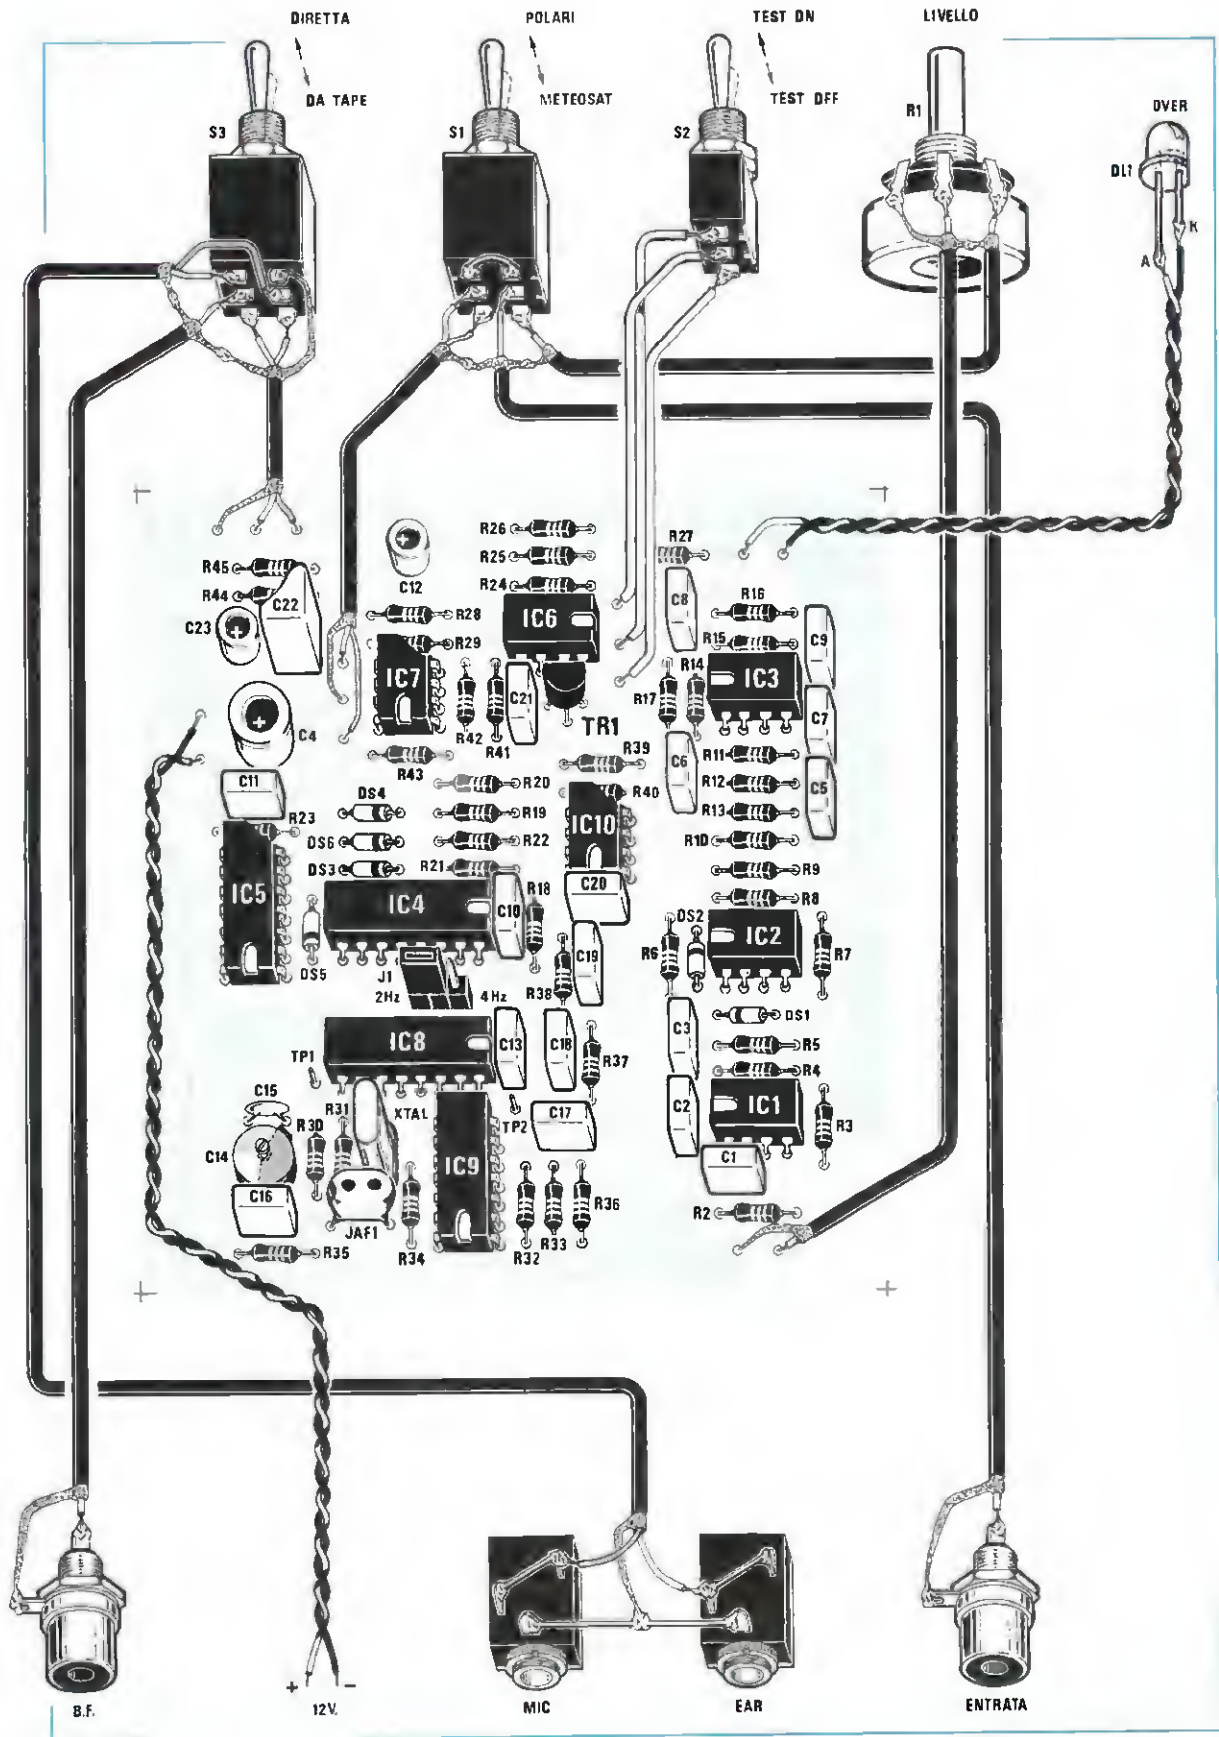 DIRETTA
POLARI
TEST ON
LIVELLO
DA TAPE
METEOSAT
TEST OFF
OVER
S3
S1
S2
R1
DL1
A
K
R26
R25
R24
R27
C12
R45
R44
C22
C23
R28
R29
IC6
C8
R16
R15
C9
IC7
R42
R41
C21
TR1
R17
R14
IC3
C7
C4
R43
R39
C6
R11
C11
R20
R40
R12
C5
DS4
R19
IC10
R13
R23
DS6
R22
R10
DS3
R21
R9
IC5
IC4
C10
R18
C20
R8
DS2
IC2
DS5
J1
C19
R6
R7
2Hz
4Hz
R38
C3
DS1
TP1
IC8
C13
C18
R37
R5
R4
C15
R30
R31
XTAL
TP2
C17
C2
IC1
R3
C14
IC9
C1
C16
JAF1
R36
R2
R35
R34
R32
R33
B.F.
+
-
12V.
MIC
EAR
ENTRATA